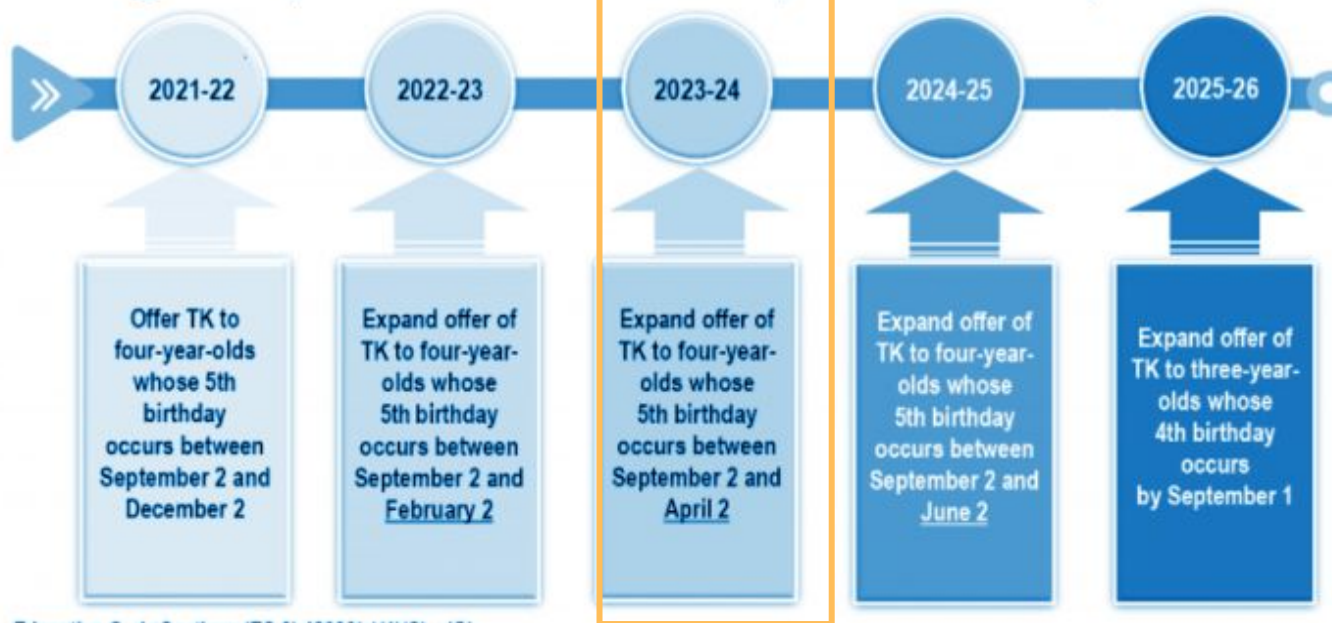 2021-22
2022-23
2023-24
2024-25
2025-26
Offer TK to
four-year-olds
whose 5th
birthday
occurs between
September 2 and
December 2
Expand offer of
TK to four-year-
olds whose
5th birthday
occurs between
September 2 and
February 2
Expand offer of
TK to four-year-
olds whose
5th birthday
occurs between
September 2 and
April 2
Expand offer of
TK to four-year-
olds whose
5th birthday
occurs between
September 2 and
June 2
Expand offer of
TK to three-year-
olds whose
4th birthday
occurs
by September 1